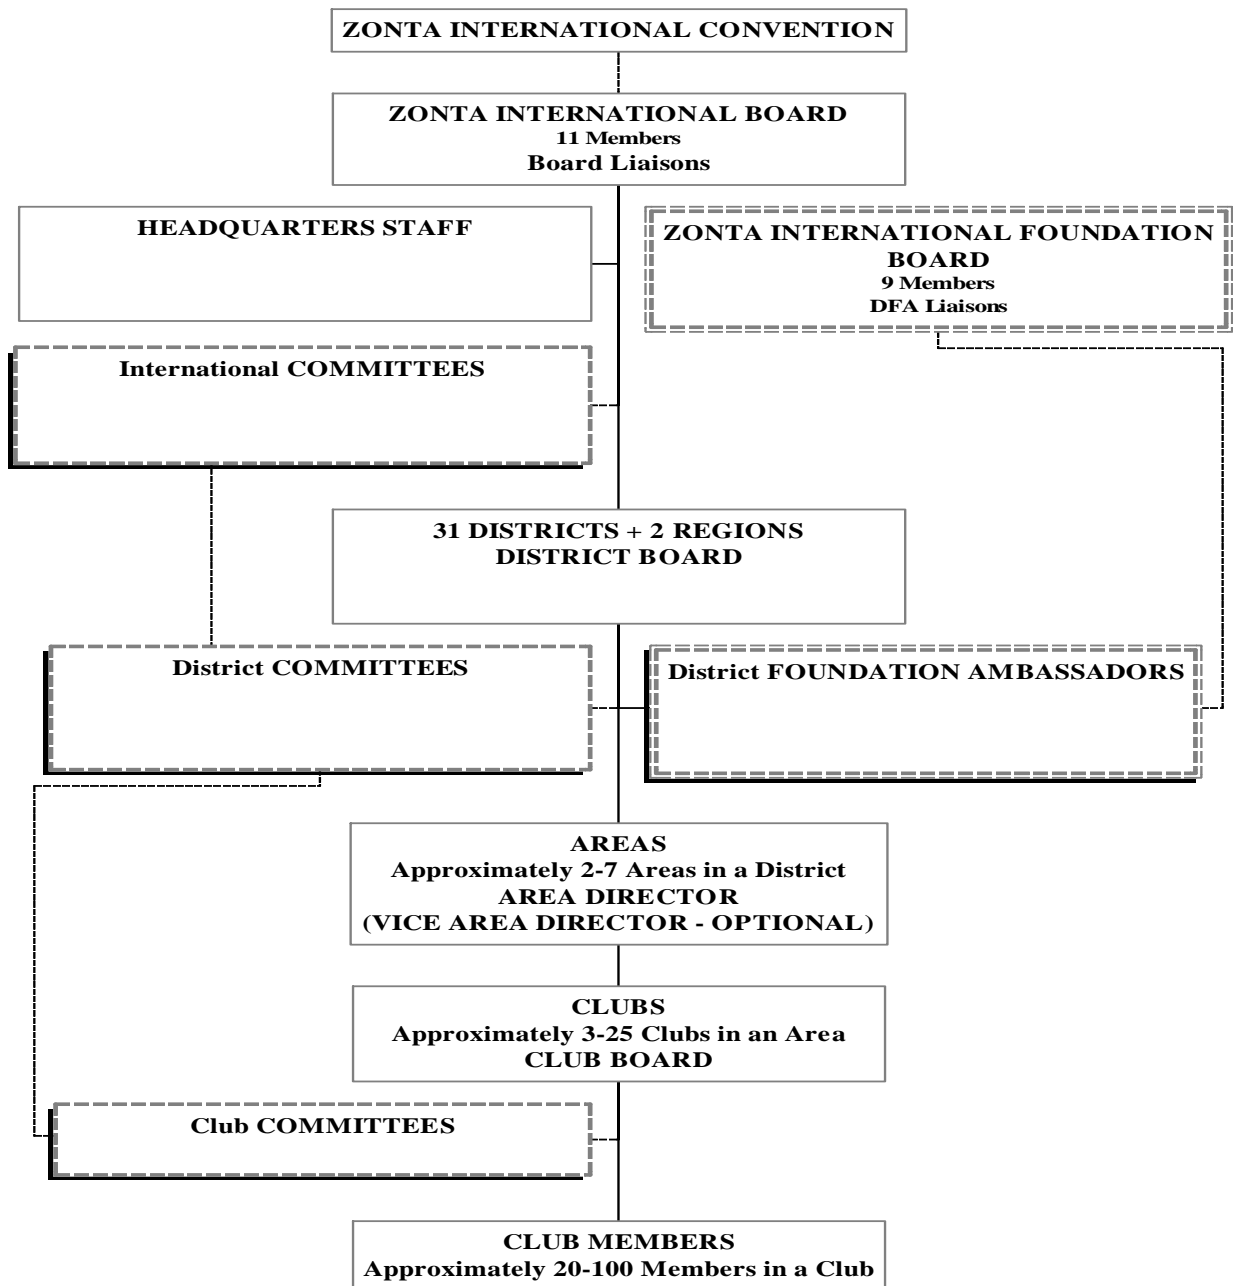 ZONTA INTERNATIONAL CONVENTION
ZONTA INTERNATIONAL BOARD
11 Members
Board Liaisons
HEADQUARTERS STAFF
ZONTA INTERNATIONAL FOUNDATION
BOARD
9 Members
DFA Liaisons
International COMMITTEES
31 DISTRICTS + 2 REGIONS
DISTRICT BOARD
District COMMITTEES
District FOUNDATION AMBASSADORS
AREAS
Approximately 2-7 Areas in a District
AREA DIRECTOR
(VICE AREA DIRECTOR - OPTIONAL)
CLUBS
Approximately 3-25 Clubs in an Area
CLUB BOARD
Club COMMITTEES
CLUB MEMBERS
Approximately 20-100 Members in a Club